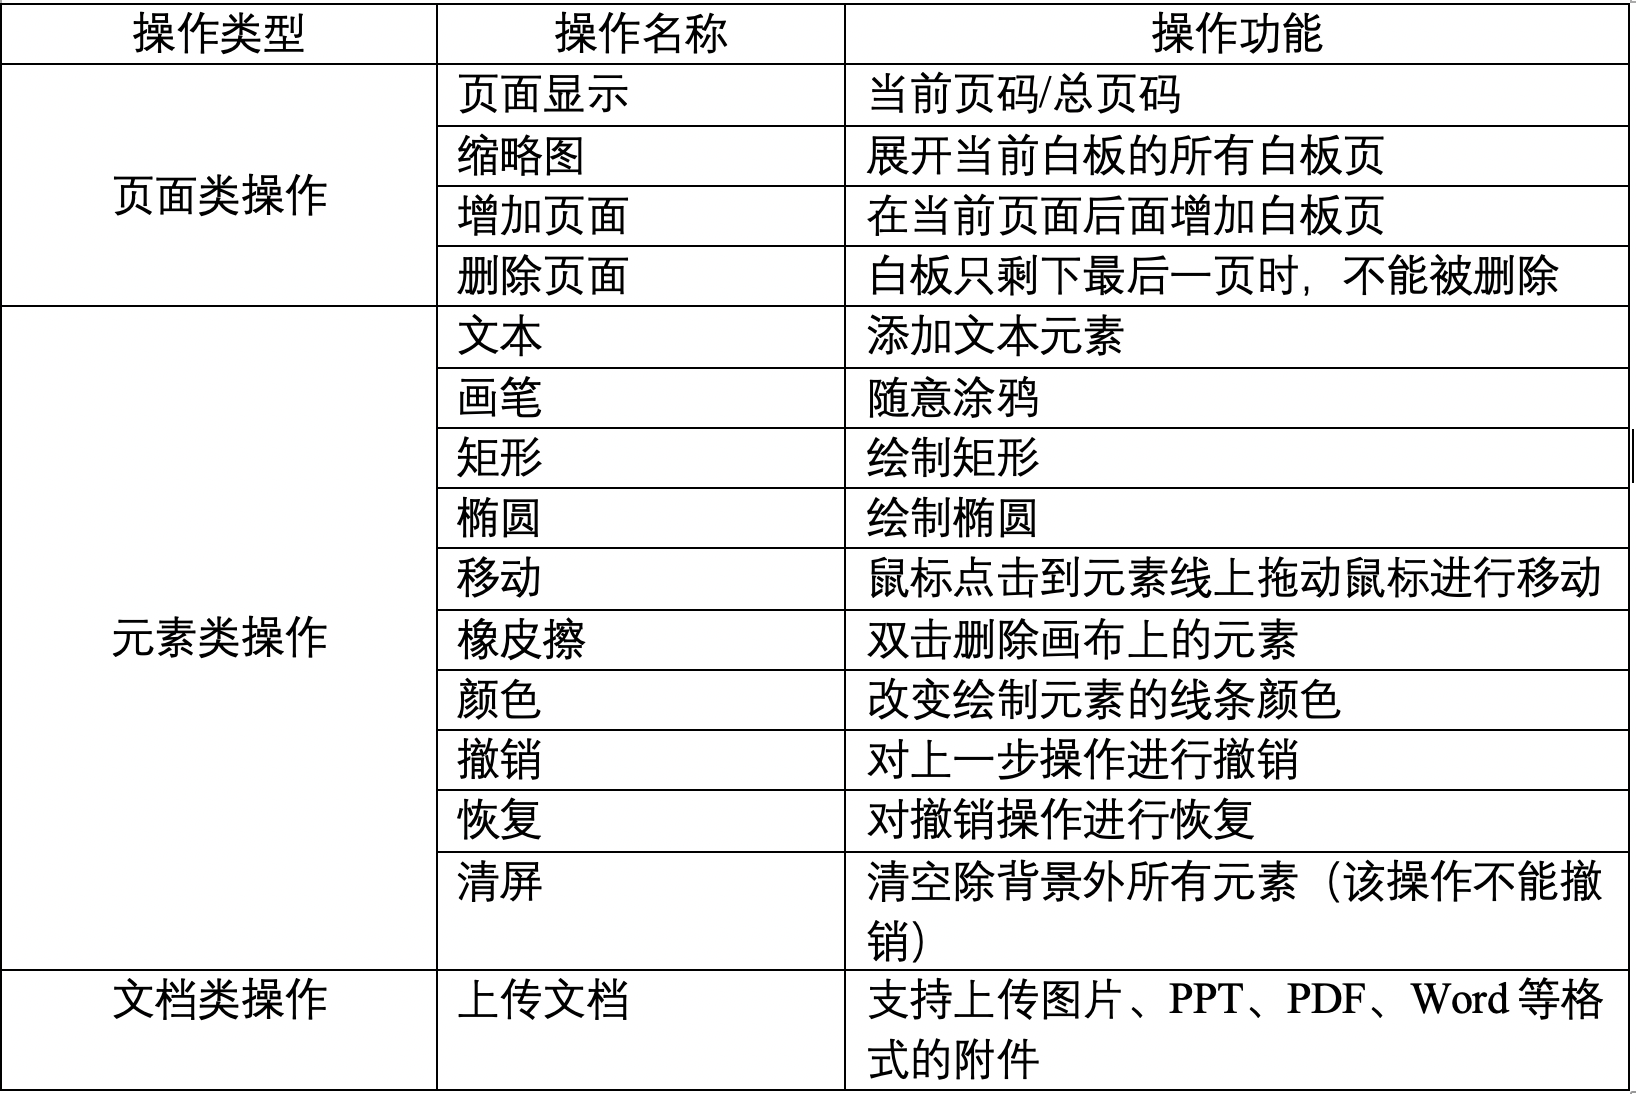 操作类型 操作名称 操作功能
页面类操作
页面显示 当前页码/总页码
缩略图 展开当前白板的所有白板页
增加页面 在当前页面后面增加白板页
删除页面 白板只剩下最后一页时，不能被删除
元素类操作
文本 添加文本元素
画笔 随意涂鸦
矩形 绘制矩形
椭圆 绘制椭圆
移动 鼠标点击到元素线上拖动鼠标进行移动
橡皮擦 双击删除画布上的元素
颜色 改变绘制元素的线条颜色
撤销 对上一步操作进行撤销
恢复 对撤销操作进行恢复
清屏 清空除背景外所有元素（该操作不能撤
销）
文档类操作 上传文档 支持上传图片、PPT、PDF、Word 等格
式的附件